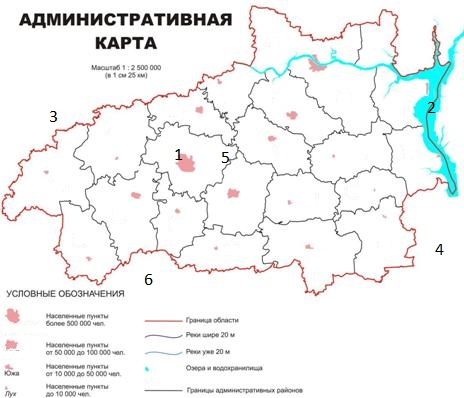 АДМИНИСТРАТИВНАЯ
КАРТА
Масштаб 1 : 2 500 000
(в 1 см 25 км)
3
2
1
5
4
6
УСЛОВНЫЕ ОБОЗНАЧЕНИЯ
Населенные пункты
более 500 000 чел.
Населенные пункты
от 50 000 до 100 000 чел.
Южа
Населенные пункты
от 10 000 до 50 000 чел.
Лух
Населенные пункты
до 10 000 чел.
Граница области
Реки шире 20 м
Реки уже 20 м
Озера и водохранилища
Границы административных районов